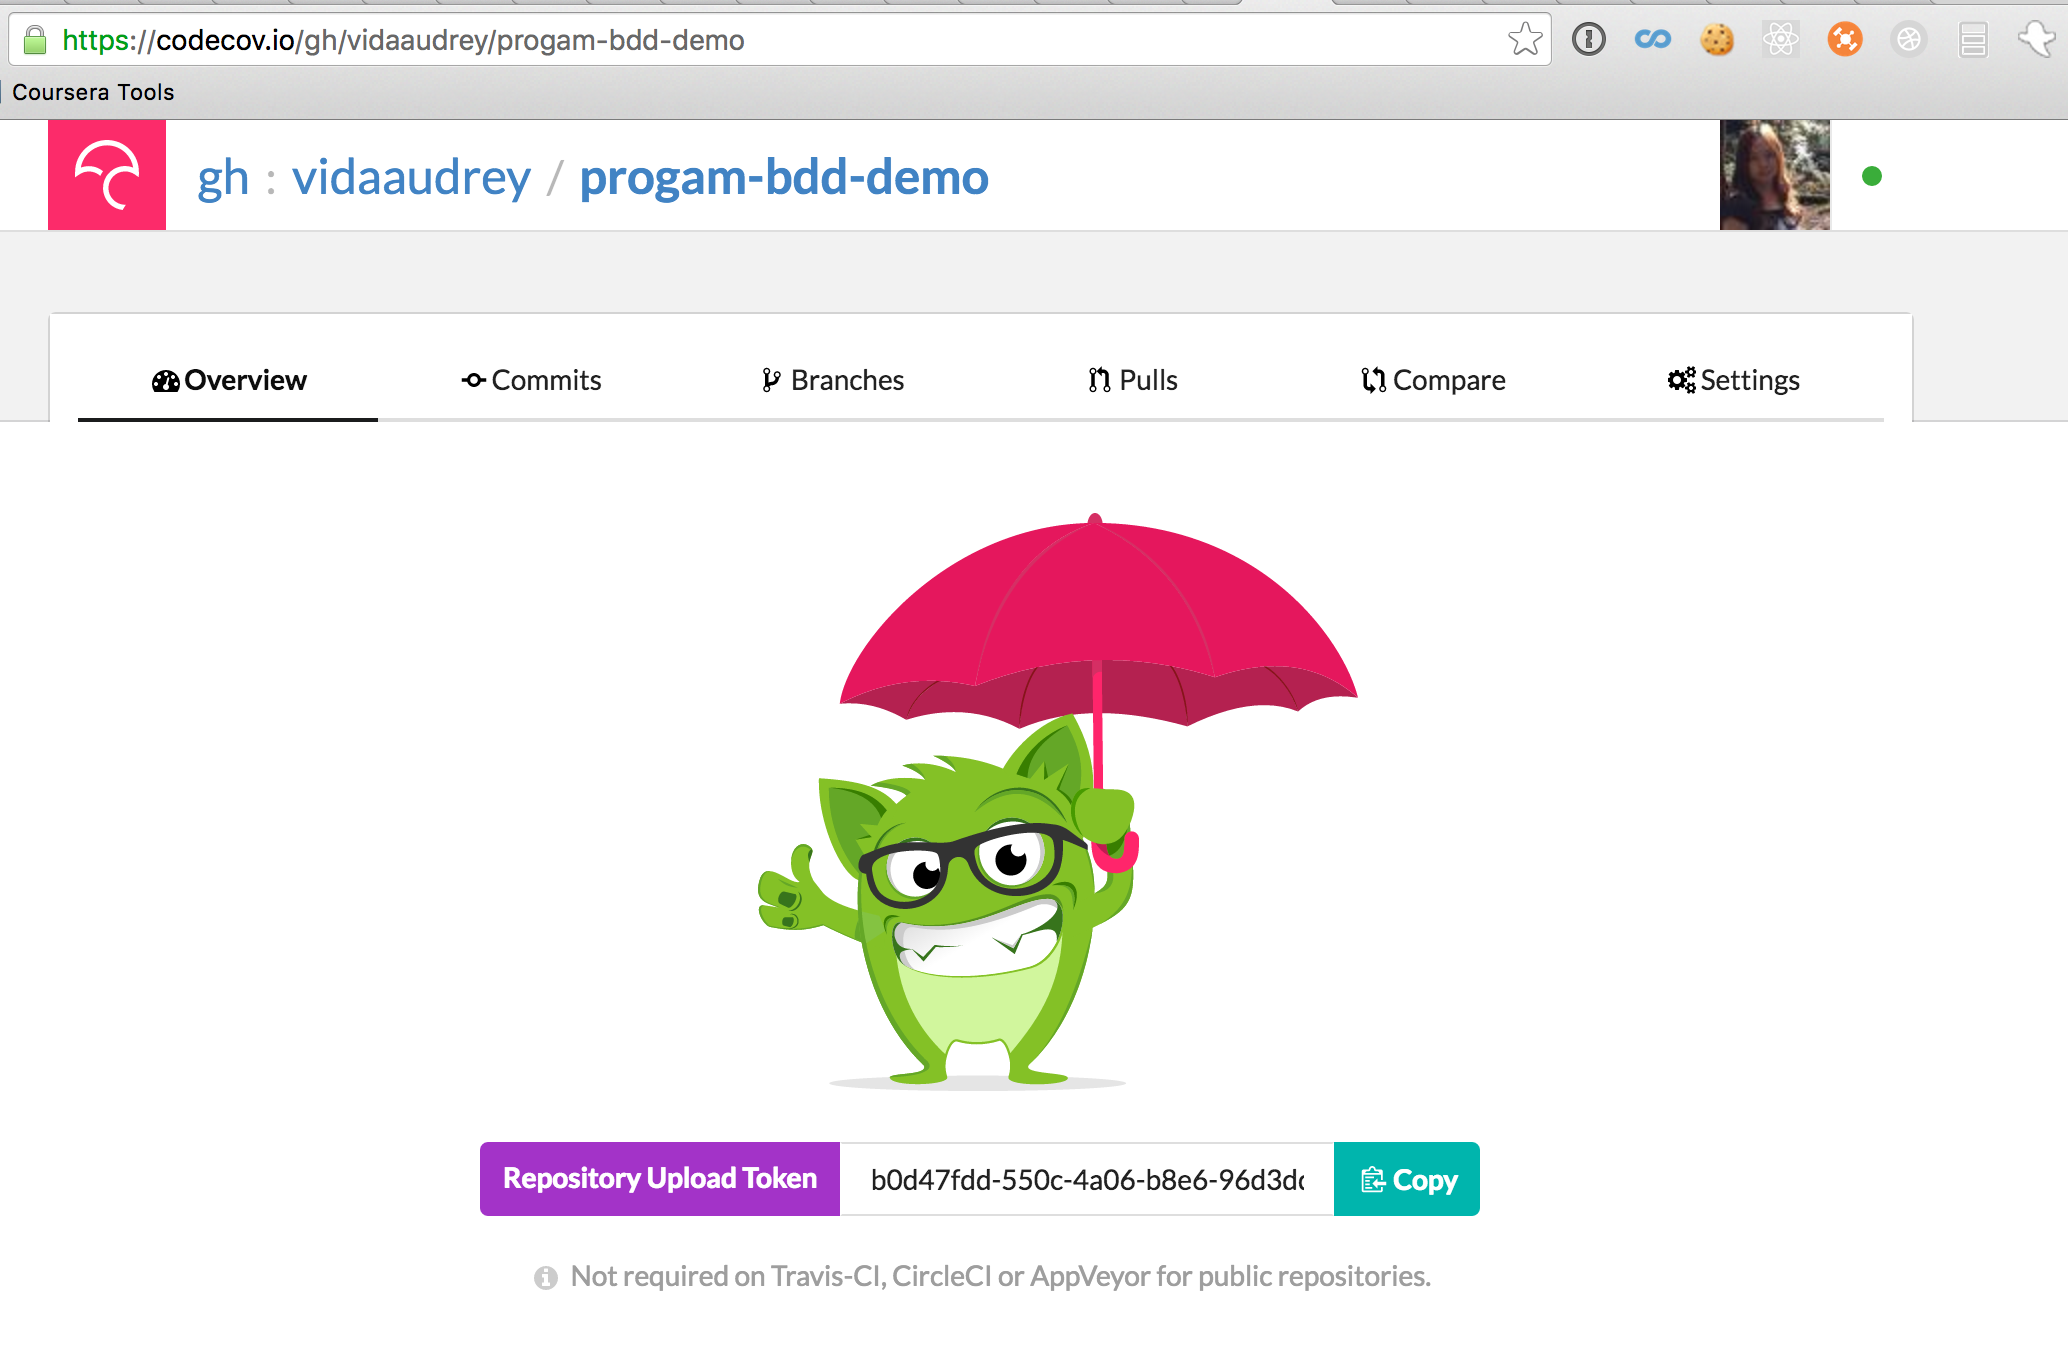 https://codecov.io/gh/vidaaudrey/progam-bdd-demo
Coursera Tools
gh : vidaaudrey / progam-bdd-demo
Overview Commits Branches Pulls Compare Settings
Repository Upload Token b0d47fdd-550c-4a06-b8e6-96d3dc Copy
Not required on Travis-CI, CircleCI or AppVeyor for public repositories.